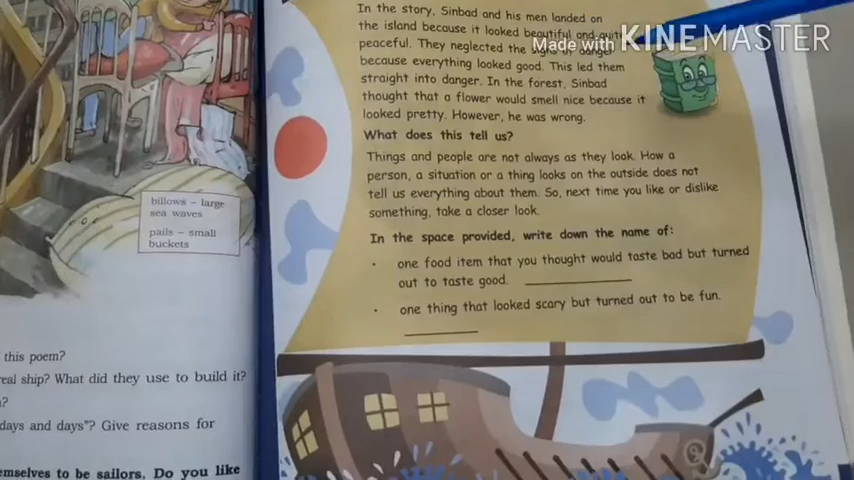 billows – large
sea waves
pails – small
buckets
this poem?
real ship? What did they use to build it?
days and days"? Give reasons for
to be sailors. Do you like
In the story, Sinbad and his men landed on
the island because it looked beautiful and quite
peaceful. They neglected the signs of danger
because everything looked good. This led them
straight into danger. In the forest, Sinbad
thought that a flower would smell nice because it
looked pretty. However, he was wrong.
What does this tell us?
Things and people are not always as they look. How a
person, a situation or a thing looks on the outside does not
tell us everything about them. So, next time you like or dislike
something, take a closer look.
In the space provided, write down the name of:
• one food item that you thought would taste bad but turned
out to taste good.
• one thing that looked scary but turned out to be fun.
Made with KINEMASTER